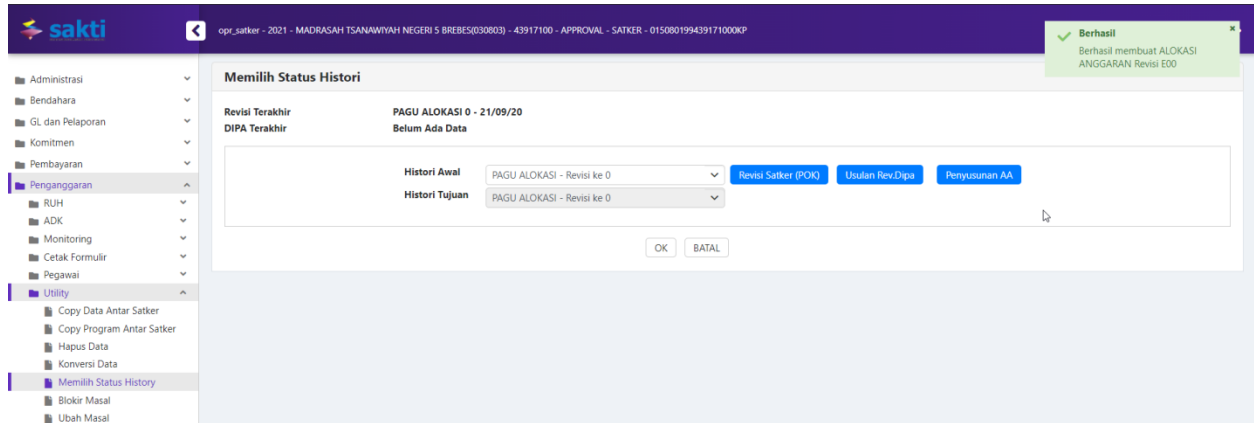 sakti
opr_satker - 2021 - MADRASAH TSANAWIYAH NEGERI 5 BREBES(030803) - 43917100 - APPROVAL - SATKER - 015080199439171000KP
Berhasil
Berhasil membuat ALOKASI
ANGGARAN Revisi E00
Administrasi
Bendahara
GL dan Pelaporan
Komitmen
Pembayaran
Penganggaran
RUH
ADK
Monitoring
Cetak Formulir
Pegawai
Utility
Copy Data Antar Satker
Copy Program Antar Satker
Hapus Data
Konversi Data
Memilih Status History
Blokir Masal
Ubah Masal
Memilih Status Histori
Revisi Terakhir PAGU ALOKASI 0 - 21/09/20
DIPA Terakhir Belum Ada Data
Histori Awal PAGU ALOKASI - Revisi ke 0 Revisi Satker (POK) Usulan Rev.Dipa Penyusunan AA
Histori Tujuan PAGU ALOKASI - Revisi ke 0
OK BATAL